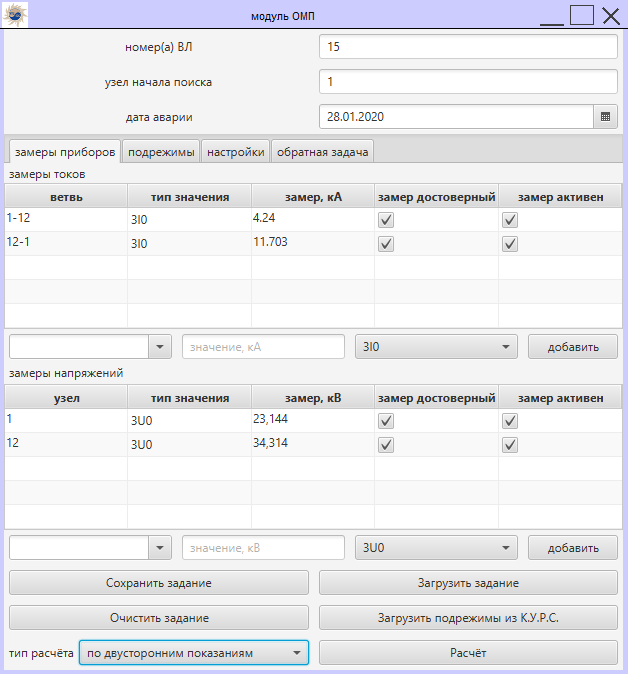 модуль ОМП
номер(а) ВЛ 15
узел начала поиска 1
дата аварии 28.01.2020
замеры приборов подрежимы настройки обратная задача
замеры токов
ветвь тип значения замер, кА замер достоверный замер активен
1-12 3I0 4.24
12-1 3I0 11.703
значение, кА 3I0 добавить
замеры напряжений
узел тип значения замер, кВ замер достоверный замер активен
1 3U0 23,144
12 3U0 34,314
значение, кВ 3U0 добавить
Сохранить задание Загрузить задание
Очистить задание Загрузить подрежимы из К.У.Р.С.
тип расчёта по двусторонним показаниям Расчёт